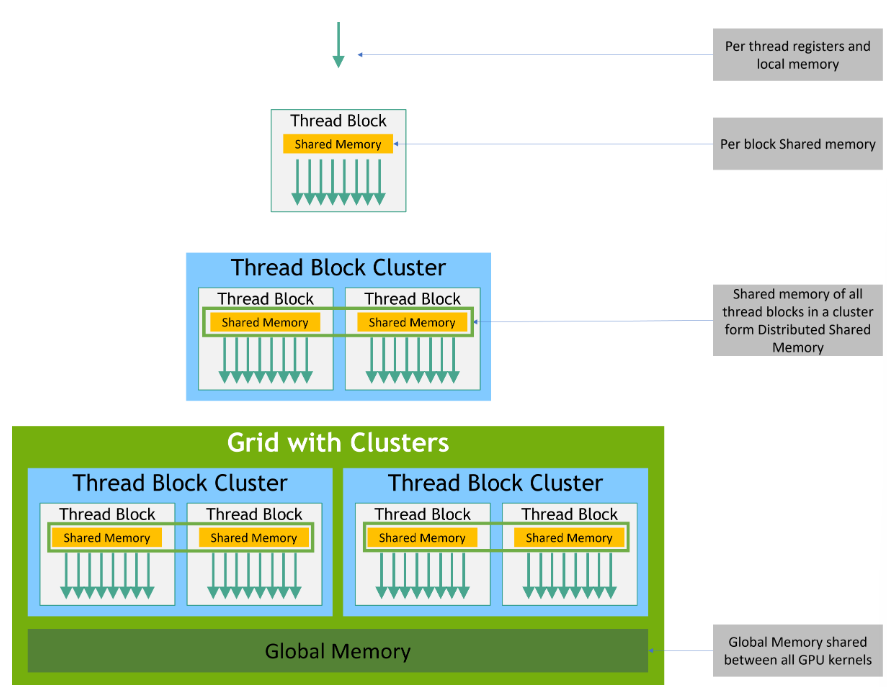 Per thread registers and
local memory
Thread Block
Shared Memory
Per block Shared memory
Thread Block Cluster
Thread Block
Thread Block
Shared Memory
Shared Memory
Shared memory of all
thread blocks in a cluster
form Distributed Shared
Memory
Grid with Clusters
Thread Block Cluster
Thread Block Cluster
Thread Block
Thread Block
Thread Block
Thread Block
Shared Memory
Shared Memory
Shared Memory
Shared Memory
Global Memory
Global Memory shared
between all GPU kernels